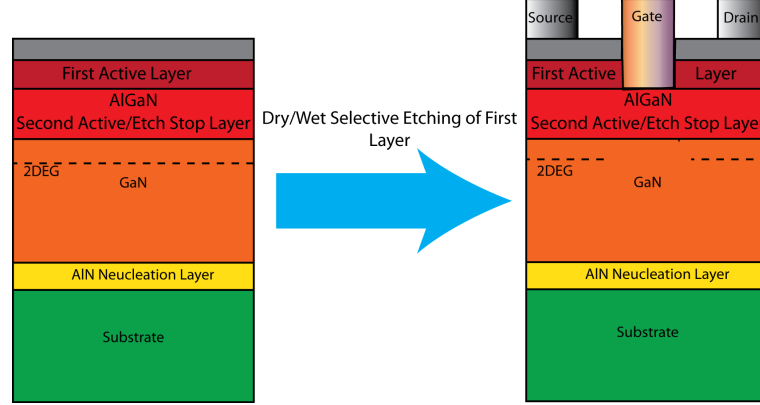 First Active Layer
AlGaN
Second Active/Etch Stop Layer
2DEG
GaN
AlN Neucleation Layer
Substrate
Dry/Wet Selective Etching of First
Layer
Source
Gate
Drain
First Active
Layer
AlGaN
Second Active/Etch Stop Layer
2DEG
GaN
AlN Neucleation Layer
Substrate